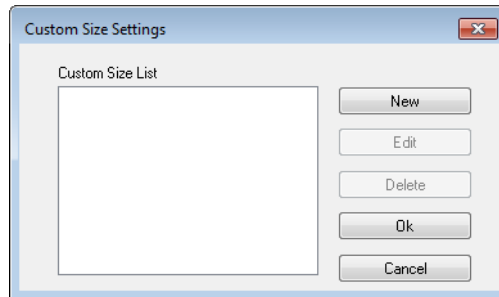 Custom Size Settings
Custom Size List
New
Edit
Delete
Ok
Cancel